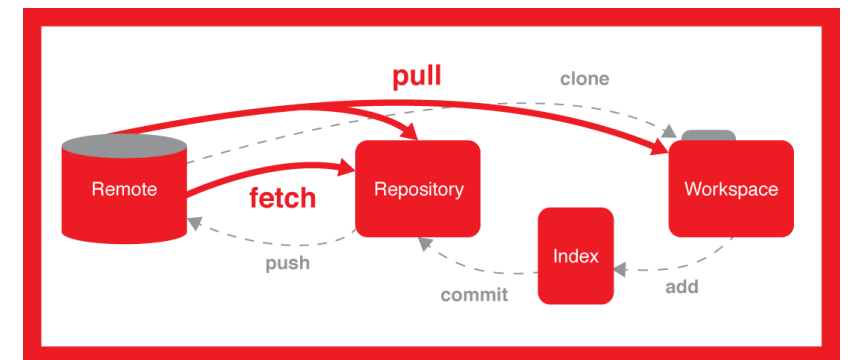 pull
clone
Remote
fetch
Repository
Workspace
push
Index
commit
add